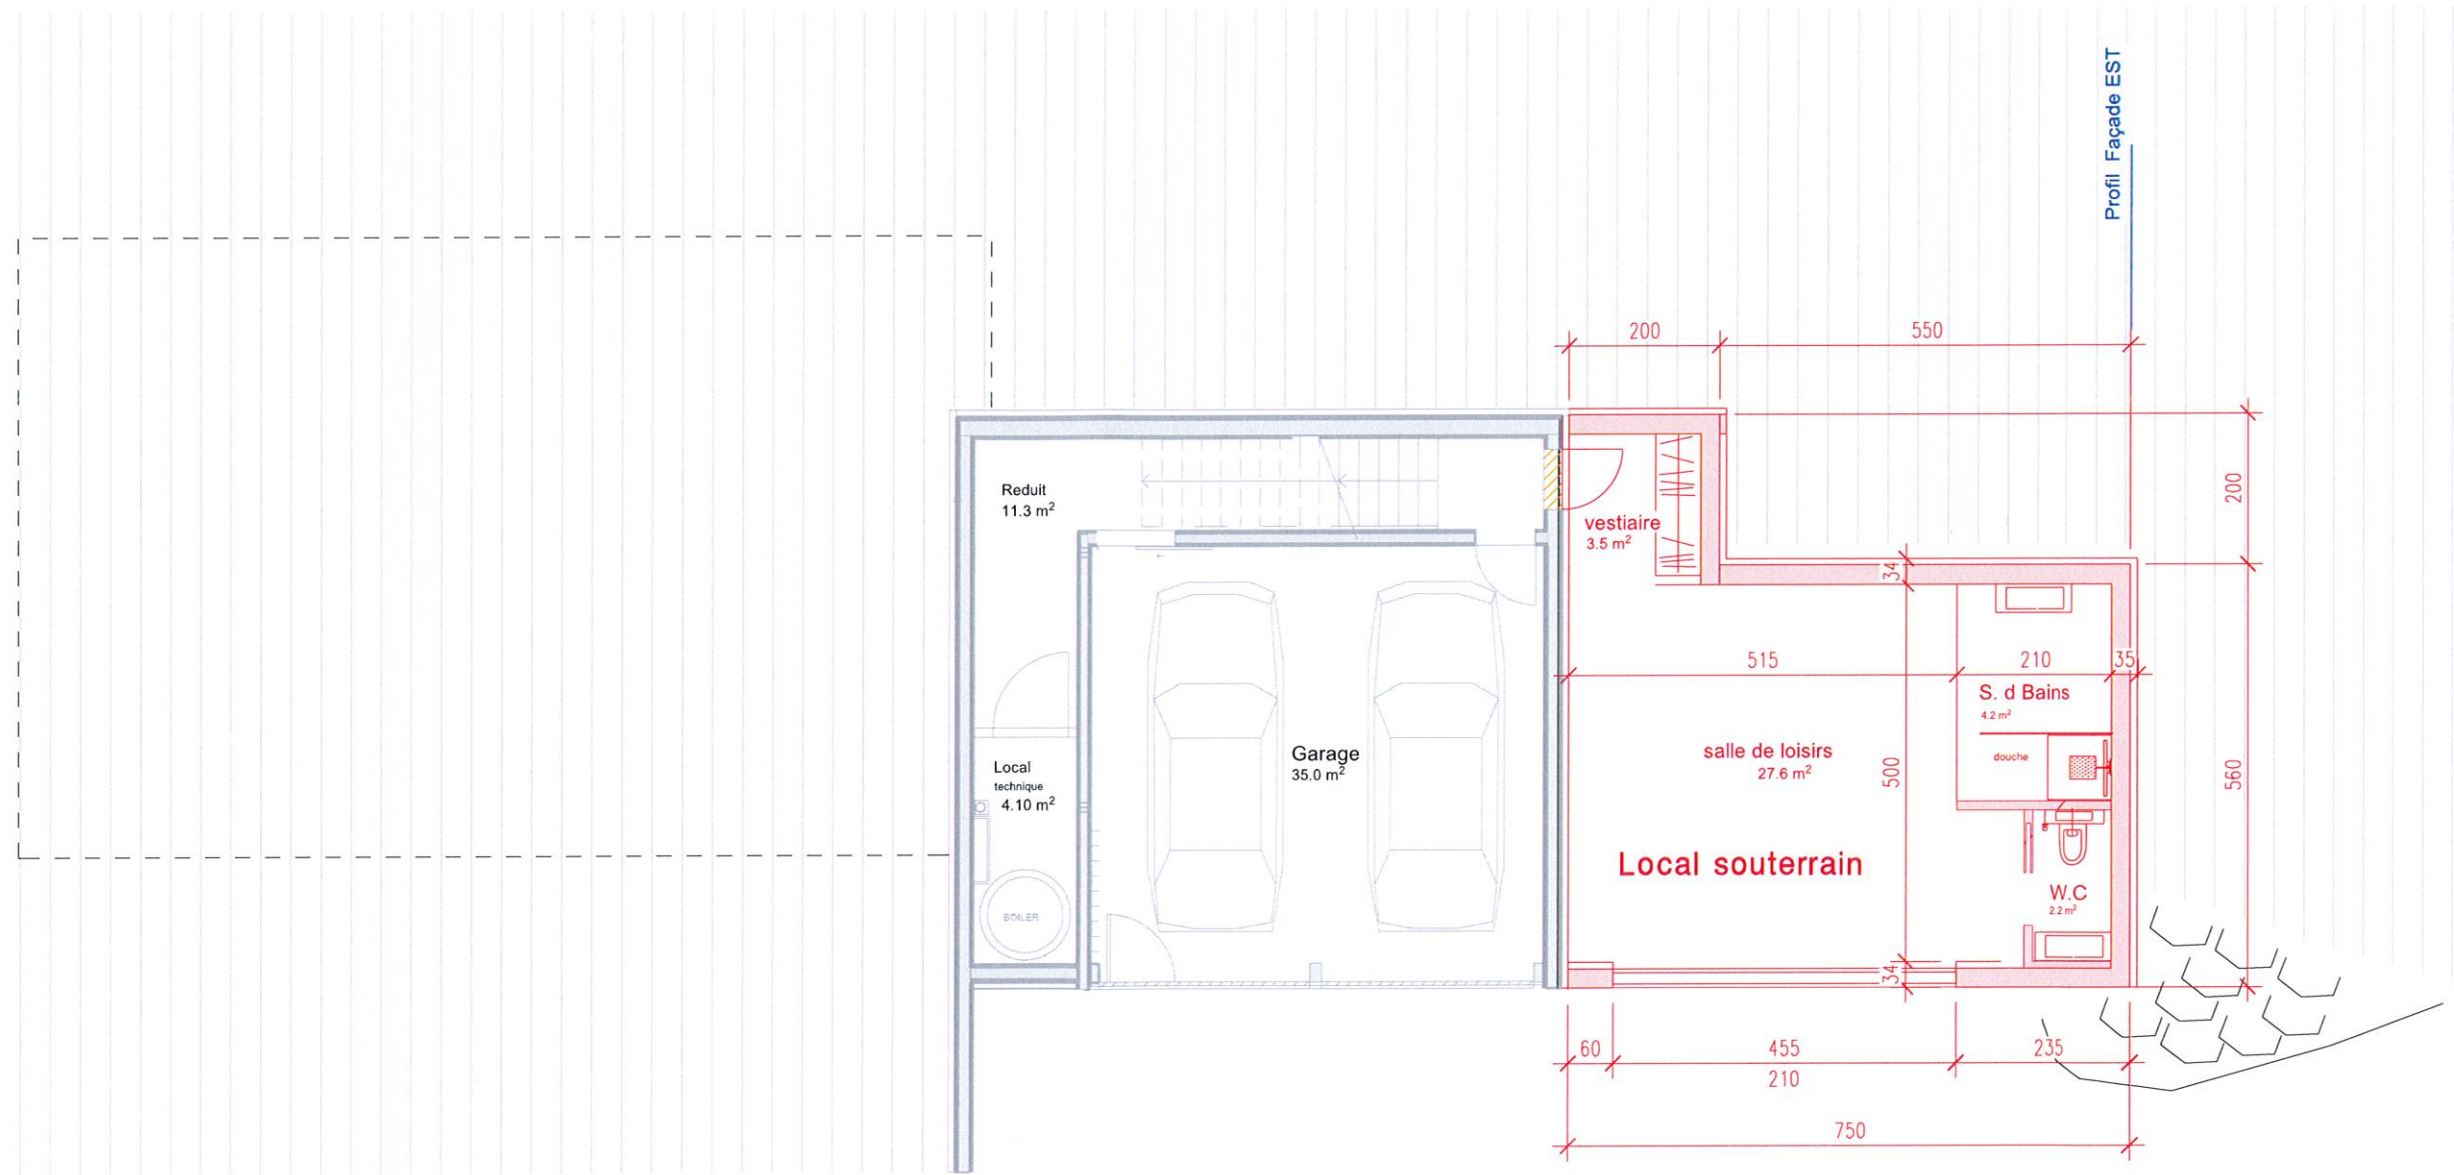 Profil Façade EST
200
550
Reduit
11.3 m²
vestiaire
3.5 m²
200
34
515
210
35
S. d Bains
4.2 m²
Garage
35.0 m²
salle de loisirs
27.6 m²
douche
500
560
Local
technique
4.10 m²
Local souterrain
W.C
2.2 m²
BOILER
34
60
455
235
210
750